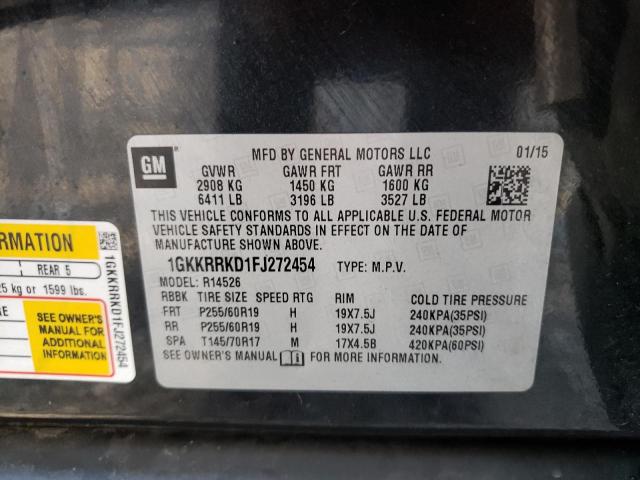 GM
MFD BY GENERAL MOTORS LLC 01/15
GVWR GAWR FRT GAWR RR
2908 KG 1450 KG 1600 KG
6411 LB 3196 LB 3527 LB
THIS VEHICLE CONFORMS TO ALL APPLICABLE U.S. FEDERAL MOTOR
VEHICLE SAFETY STANDARDS IN EFFECT ON THE DATE OF
MANUFACTURE SHOWN ABOVE.
1GKKRRKD1FJ272454 TYPE: M.P.V.
MODEL: R14526
RBBK TIRE SIZE SPEED RTG RIM COLD TIRE PRESSURE
FRT P255/60R19 H 19X7.5J 240KPA(35PSI)
RR P255/60R19 H 19X7.5J 240KPA(35PSI)
SPA T145/70R17 M 17X4.5B 420KPA(60PSI)
SEE OWNER'S MANUAL FOR MORE INFORMATION.
REAR 5
kg or 1599 lbs.
SEE OWNER'S
MANUAL FOR
ADDITIONAL
INFORMATION
1GKKRRKD1FJ272454